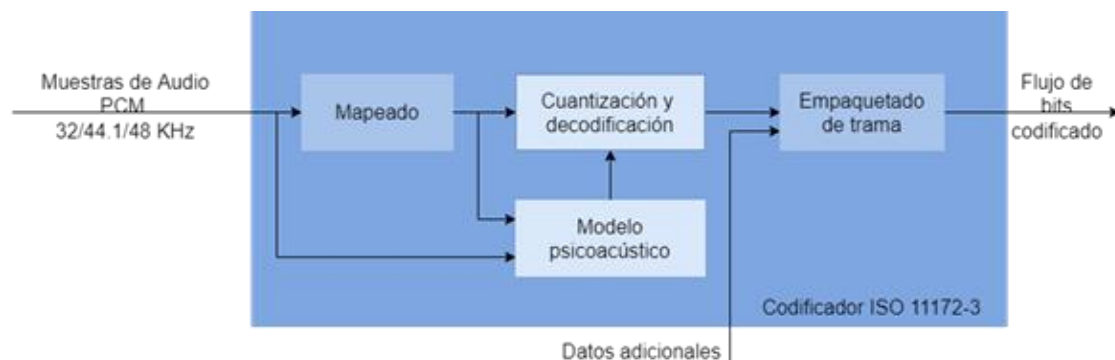 Muestras de Audio
PCM
32/44.1/48 KHz
Mapeado
Cuantización y
decodificación
Modelo
psicoacústico
Empaquetado
de trama
Flujo de
bits
codificado
Codificador ISO 11172-3
Datos adicionales